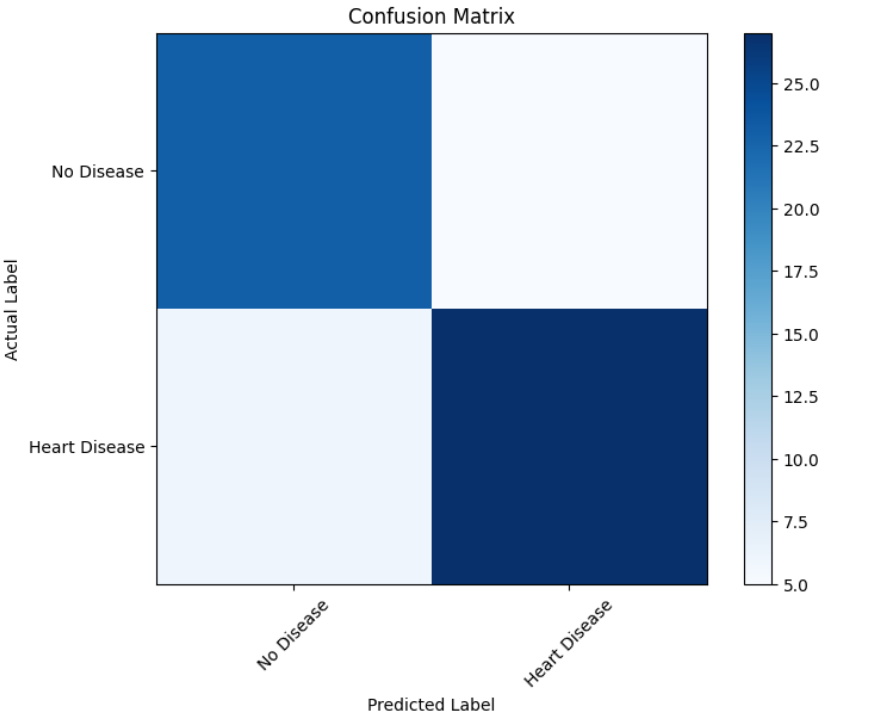 Confusion Matrix
Actual Label
No Disease
Heart Disease
No Disease
Heart Disease
Predicted Label
25.0
22.5
20.0
17.5
15.0
12.5
10.0
7.5
5.0